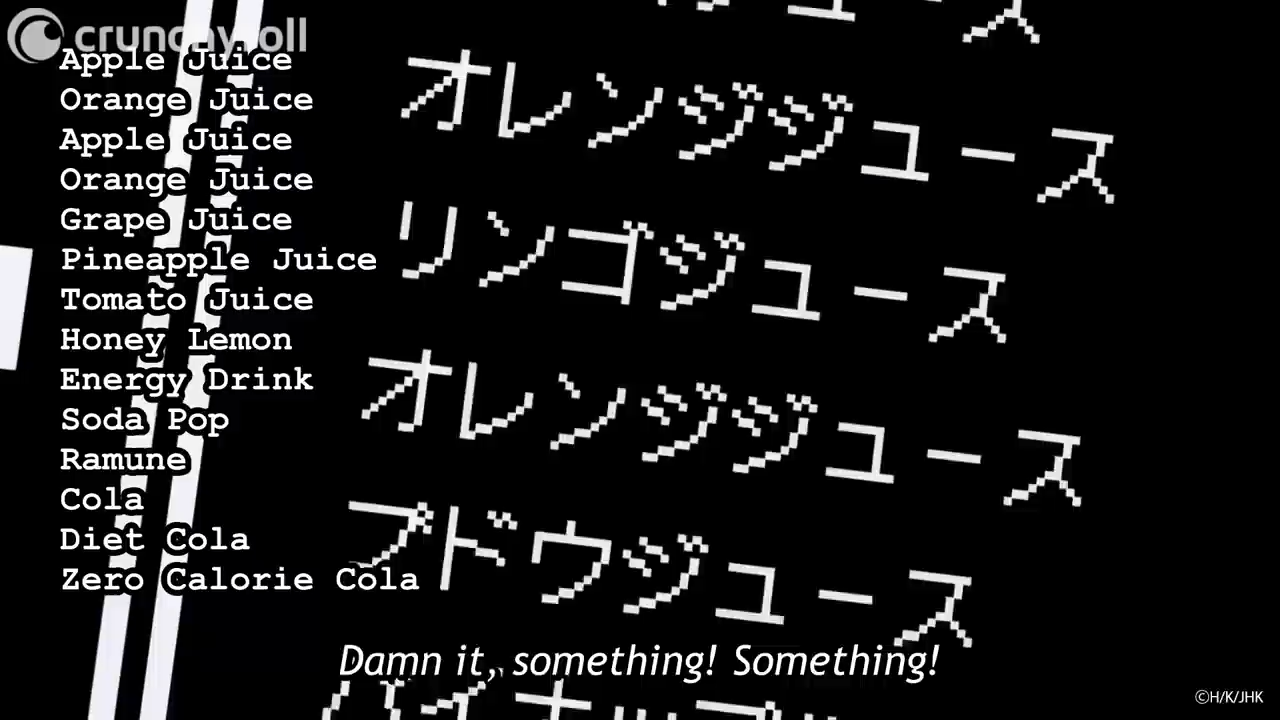 crunchyroll
Apple Juice
Orange Juice
Apple Juice
Orange Juice
Grape Juice
Pineapple Juice
Tomato Juice
Honey Lemon
Energy Drink
Soda Pop
Ramune
Cola
Diet Cola
Zero Calorie Cola
オレンジジュース
リンゴジュース
オレンジジュース
ブドウジュース
Damn it, something! Something!
©H/K/JHK